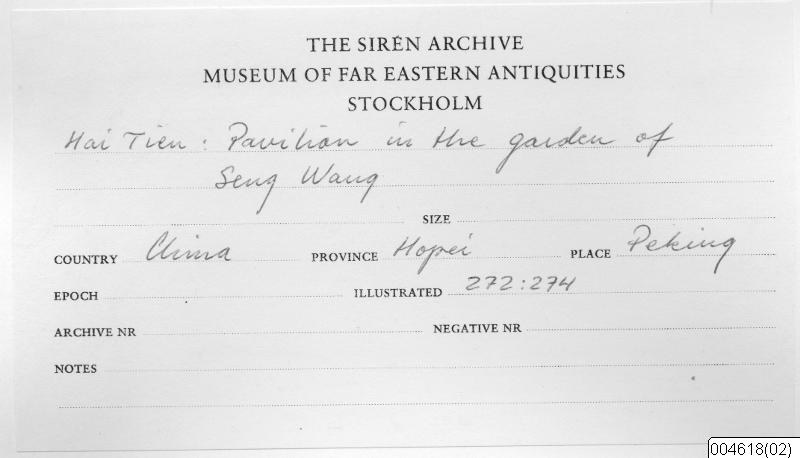 THE SIRÉN ARCHIVE
MUSEUM OF FAR EASTERN ANTIQUITIES
STOCKHOLM
Hai Tien: Pavilion in the garden of
Seng Wang
SIZE
COUNTRY China PROVINCE Hopei PLACE Peking
EPOCH ILLUSTRATED 272:274
ARCHIVE NR NEGATIVE NR
NOTES
004618(02)